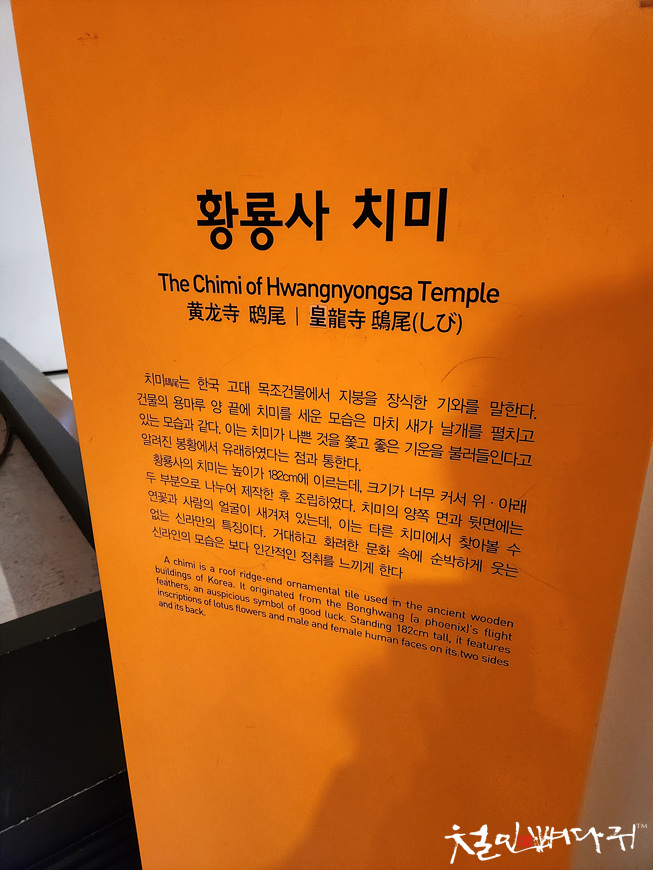 황룡사 치미
The Chimi of Hwangnyongsa Temple
黄龙寺 鸱尾 | 皇龍寺 鴟尾(しび)
치미鴟尾는 한국 고대 목조건물에서 지붕을 장식한 기와를 말한다.
건물의 용마루 양 끝에 치미를 세운 모습은 마치 새가 날개를 펼치고
있는 모습과 같다. 이는 치미가 나쁜 것을 쫓고 좋은 기운을 불러들인다고
알려진 봉황에서 유래하였다는 점과 통한다.
황룡사의 치미는 높이가 182cm에 이르는데, 크기가 너무 커서 위·아래
두 부분으로 나누어 제작한 후 조립하였다. 치미의 양쪽 면과 뒷면에는
연꽃과 사람의 얼굴이 새겨져 있는데, 이는 다른 치미에서 찾아볼 수
없는 신라만의 특징이다. 거대하고 화려한 문화 속에 순박하게 웃는
신라인의 모습은 보다 인간적인 정취를 느끼게 한다
A chimi is a roof ridge-end ornamental tile used in the ancient wooden
buildings of Korea. It originated from the Bonghwang (a phoenix)'s flight
feathers, an auspicious symbol of good luck. Standing 182cm tall, it features
inscriptions of lotus flowers and male and female human faces on its two sides
and its back.
철민뼈다귀™